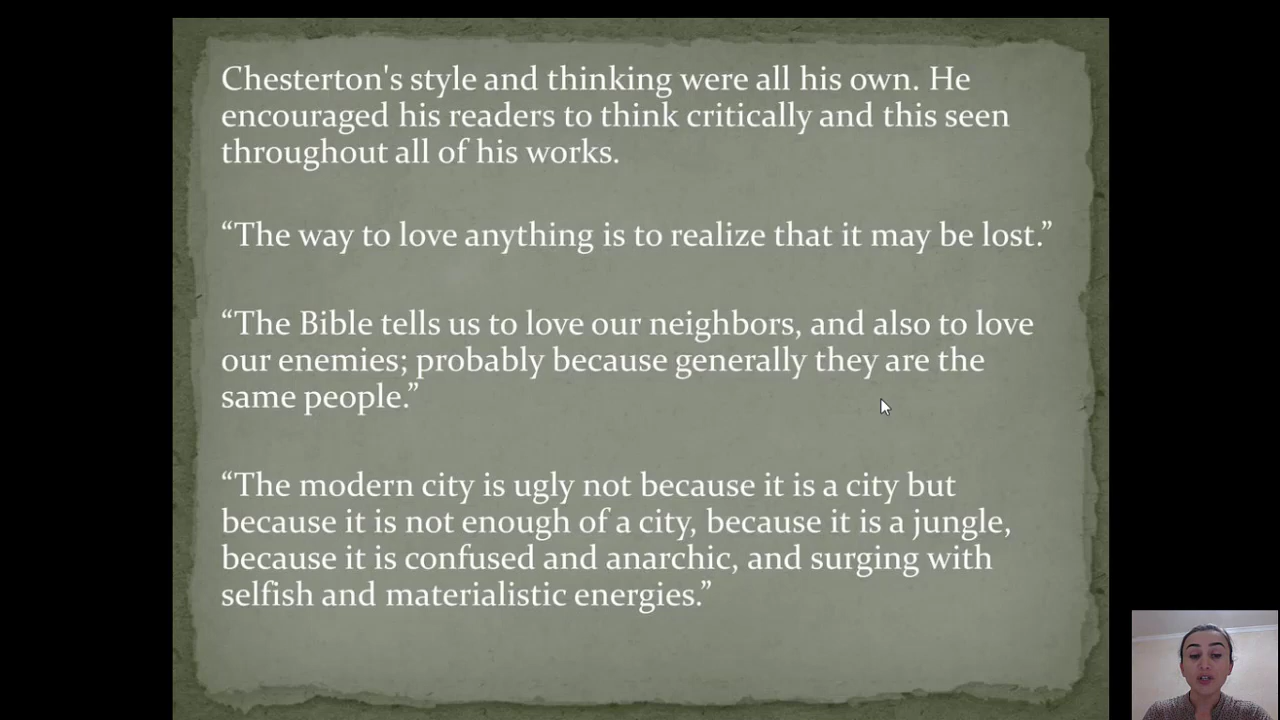 Chesterton's style and thinking were all his own. He
encouraged his readers to think critically and this seen
throughout all of his works.
“The way to love anything is to realize that it may be lost.”
“The Bible tells us to love our neighbors, and also to love
our enemies; probably because generally they are the
same people.”
“The modern city is ugly not because it is a city but
because it is not enough of a city, because it is a jungle,
because it is confused and anarchic, and surging with
selfish and materialistic energies.”